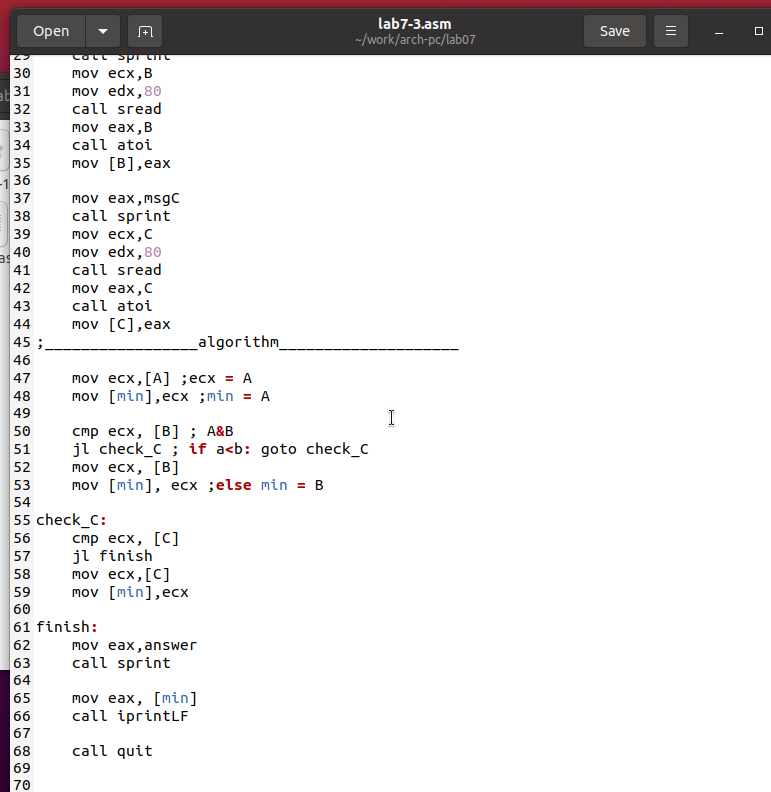 Open
lab7-3.asm
~/work/arch-pc/lab07
Save
29 call sprint
30 mov ecx,B
31 mov edx,80
32 call sread
33 mov eax,B
34 call atoi
35 mov [B],eax
36
37 mov eax,msgC
38 call sprint
39 mov ecx,C
40 mov edx,80
41 call sread
42 mov eax,C
43 call atoi
44 mov [C],eax
45 ;_________________algorithm____________________
46
47 mov ecx,[A] ;ecx = A
48 mov [min],ecx ;min = A
49
50 cmp ecx, [B] ; A&B
51 jl check_C ; if a<b: goto check_C
52 mov ecx, [B]
53 mov [min], ecx ;else min = B
54
55 check_C:
56 cmp ecx, [C]
57 jl finish
58 mov ecx,[C]
59 mov [min],ecx
60
61 finish:
62 mov eax,answer
63 call sprint
64
65 mov eax, [min]
66 call iprintLF
67
68 call quit
69
70